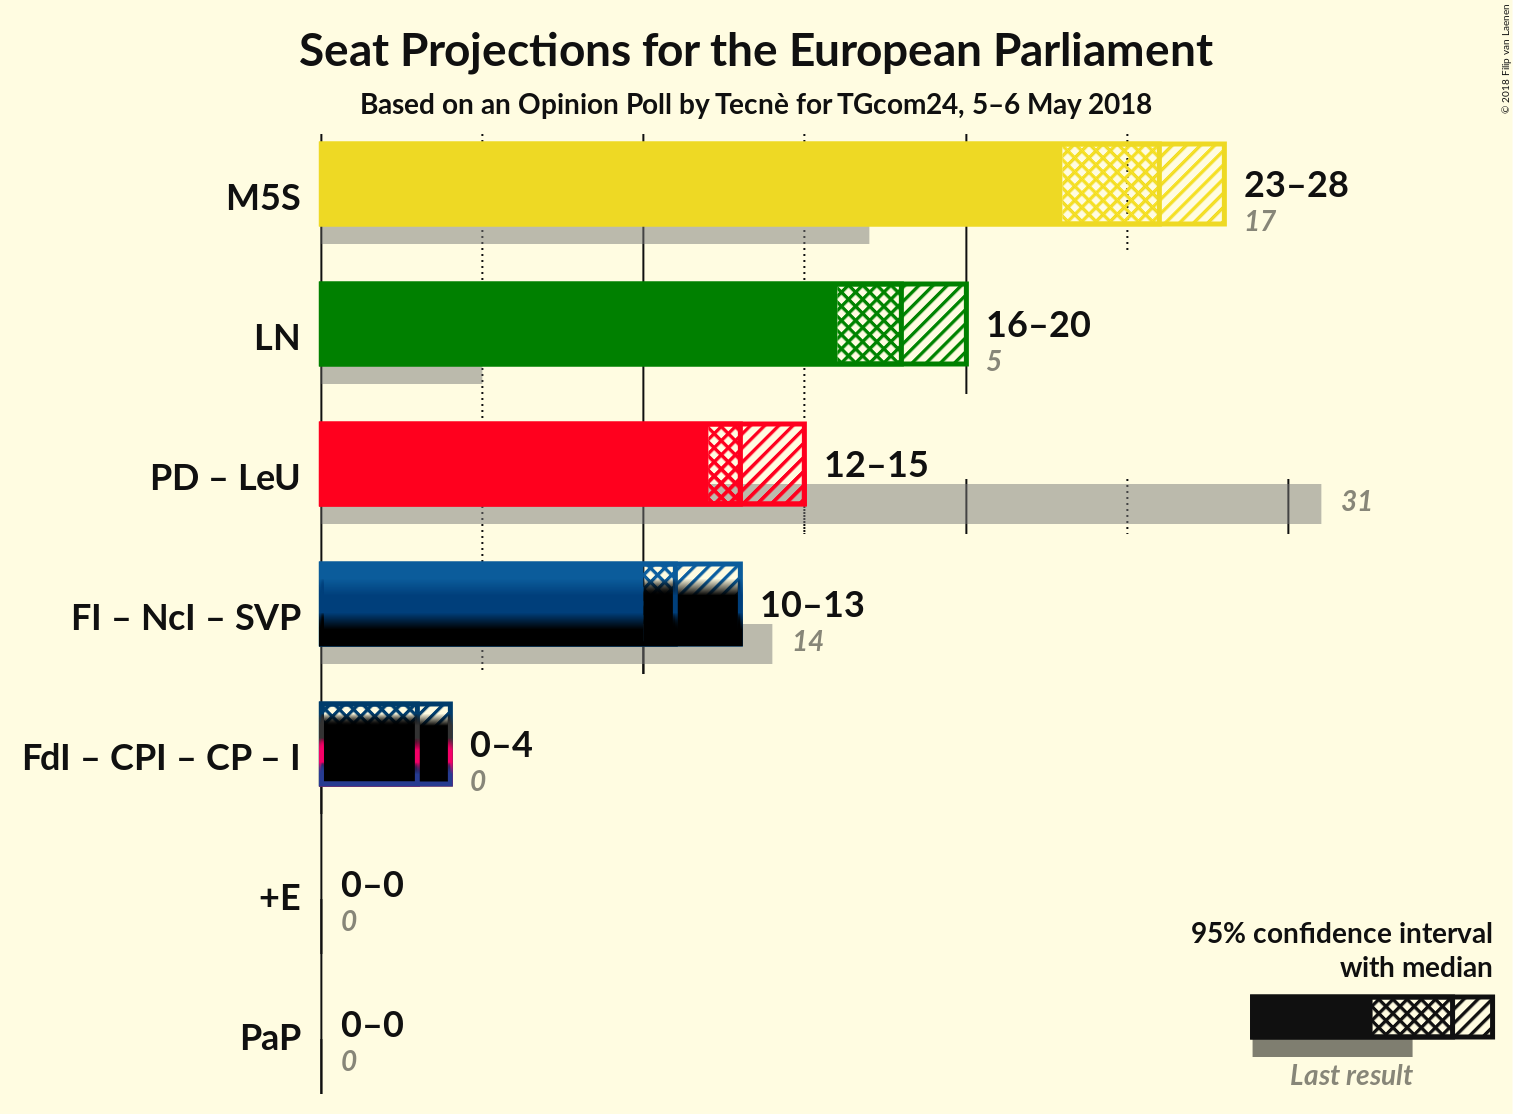 Seat Projections for the European Parliament
Based on an Opinion Poll by Tecnè for TGcom24, 5–6 May 2018
© 2018 Filip van Laenen
M5S
23–28
17
LN
16–20
5
PD – LeU
12–15
31
FI – NcI – SVP
10–13
14
FdI – CPI – CP – I
0–4
0
+E
0–0
0
PaP
0–0
0
95% confidence interval
with median
Last result